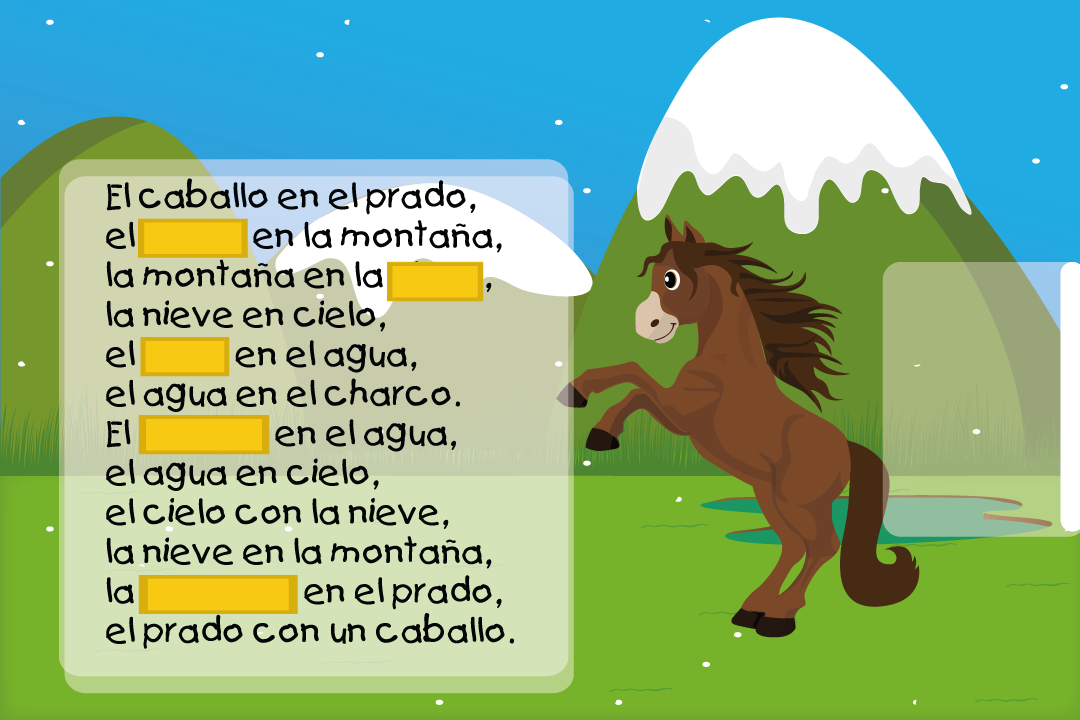 El caballo en el prado,
el en la montaña,
la montaña en la ,
la nieve en cielo,
el en el agua,
el agua en el charco.
El en el agua,
el agua en cielo,
el cielo con la nieve,
la nieve en la montaña,
la en el prado,
el prado con un caballo.